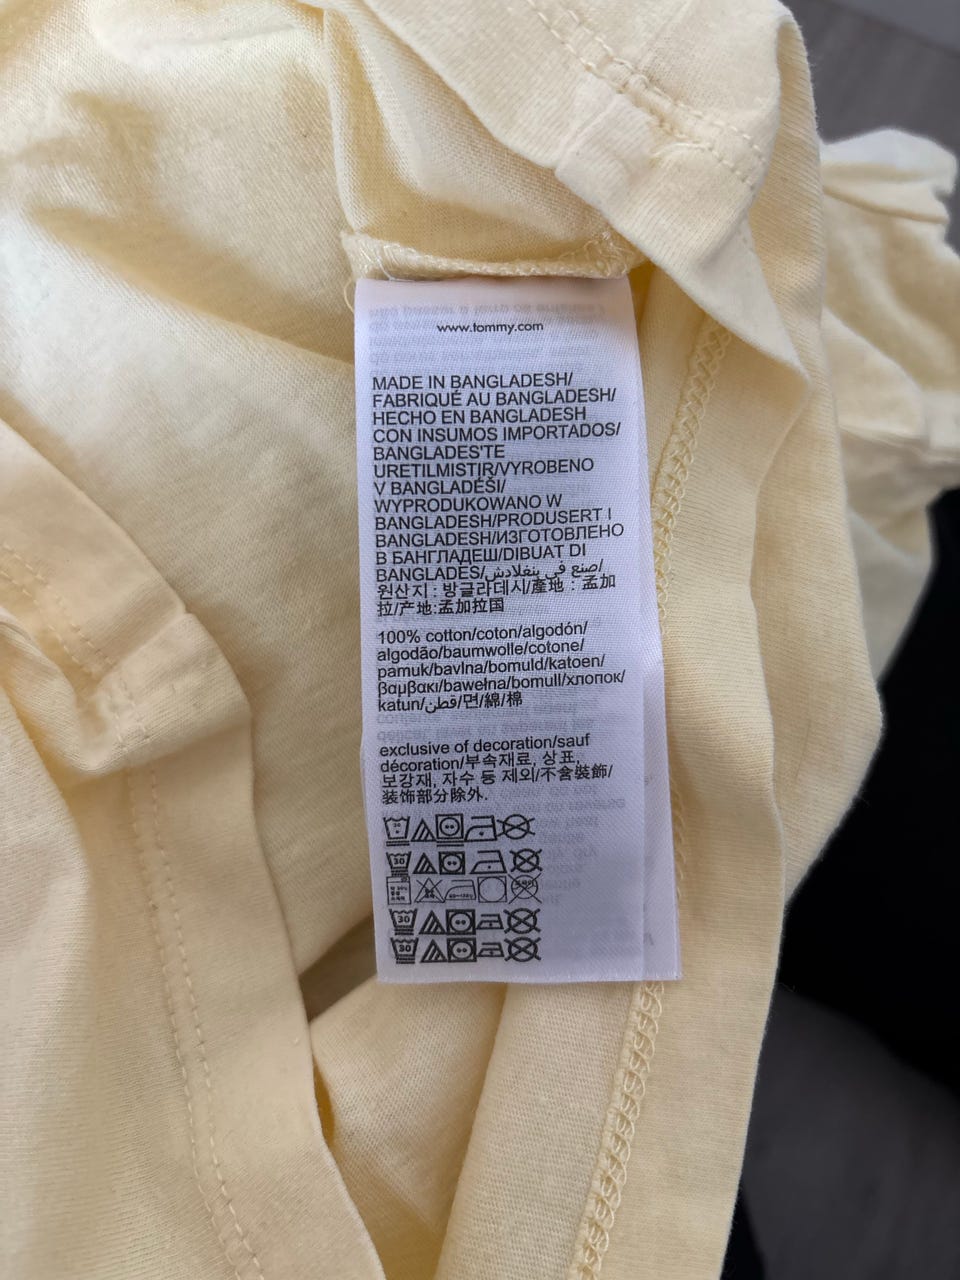 www.tommy.com
MADE IN BANGLADESH/
FABRIQUÉ AU BANGLADESH/
HECHO EN BANGLADESH
CON INSUMOS IMPORTADOS/
BANGLADES'TE
URETILMISTIR/VYROBENO
V BANGLADÉŠI/
WYPRODUKOWANO W
BANGLADESH/PRODUSERT I
BANGLADESH/ИЗГОТОВЛЕНО
В БАНГЛАДЕШ/DIBUAT DI
BANGLADES/صنع في بنغلادش/
원산지 : 방글라데시/產地 : 孟加
拉/产地:孟加拉国
100% cotton/coton/algodón/
algodão/baumwolle/cotone/
pamuk/bavlna/bomuld/katoen/
βαμβακι/bawełna/bomull/хлопок/
katun/قطن/면/綿/棉
exclusive of decoration/sauf
décoration/부속재료, 상표,
보강재, 자수 등 제외/不含裝飾/
装饰部分除外.
30
30
30
30